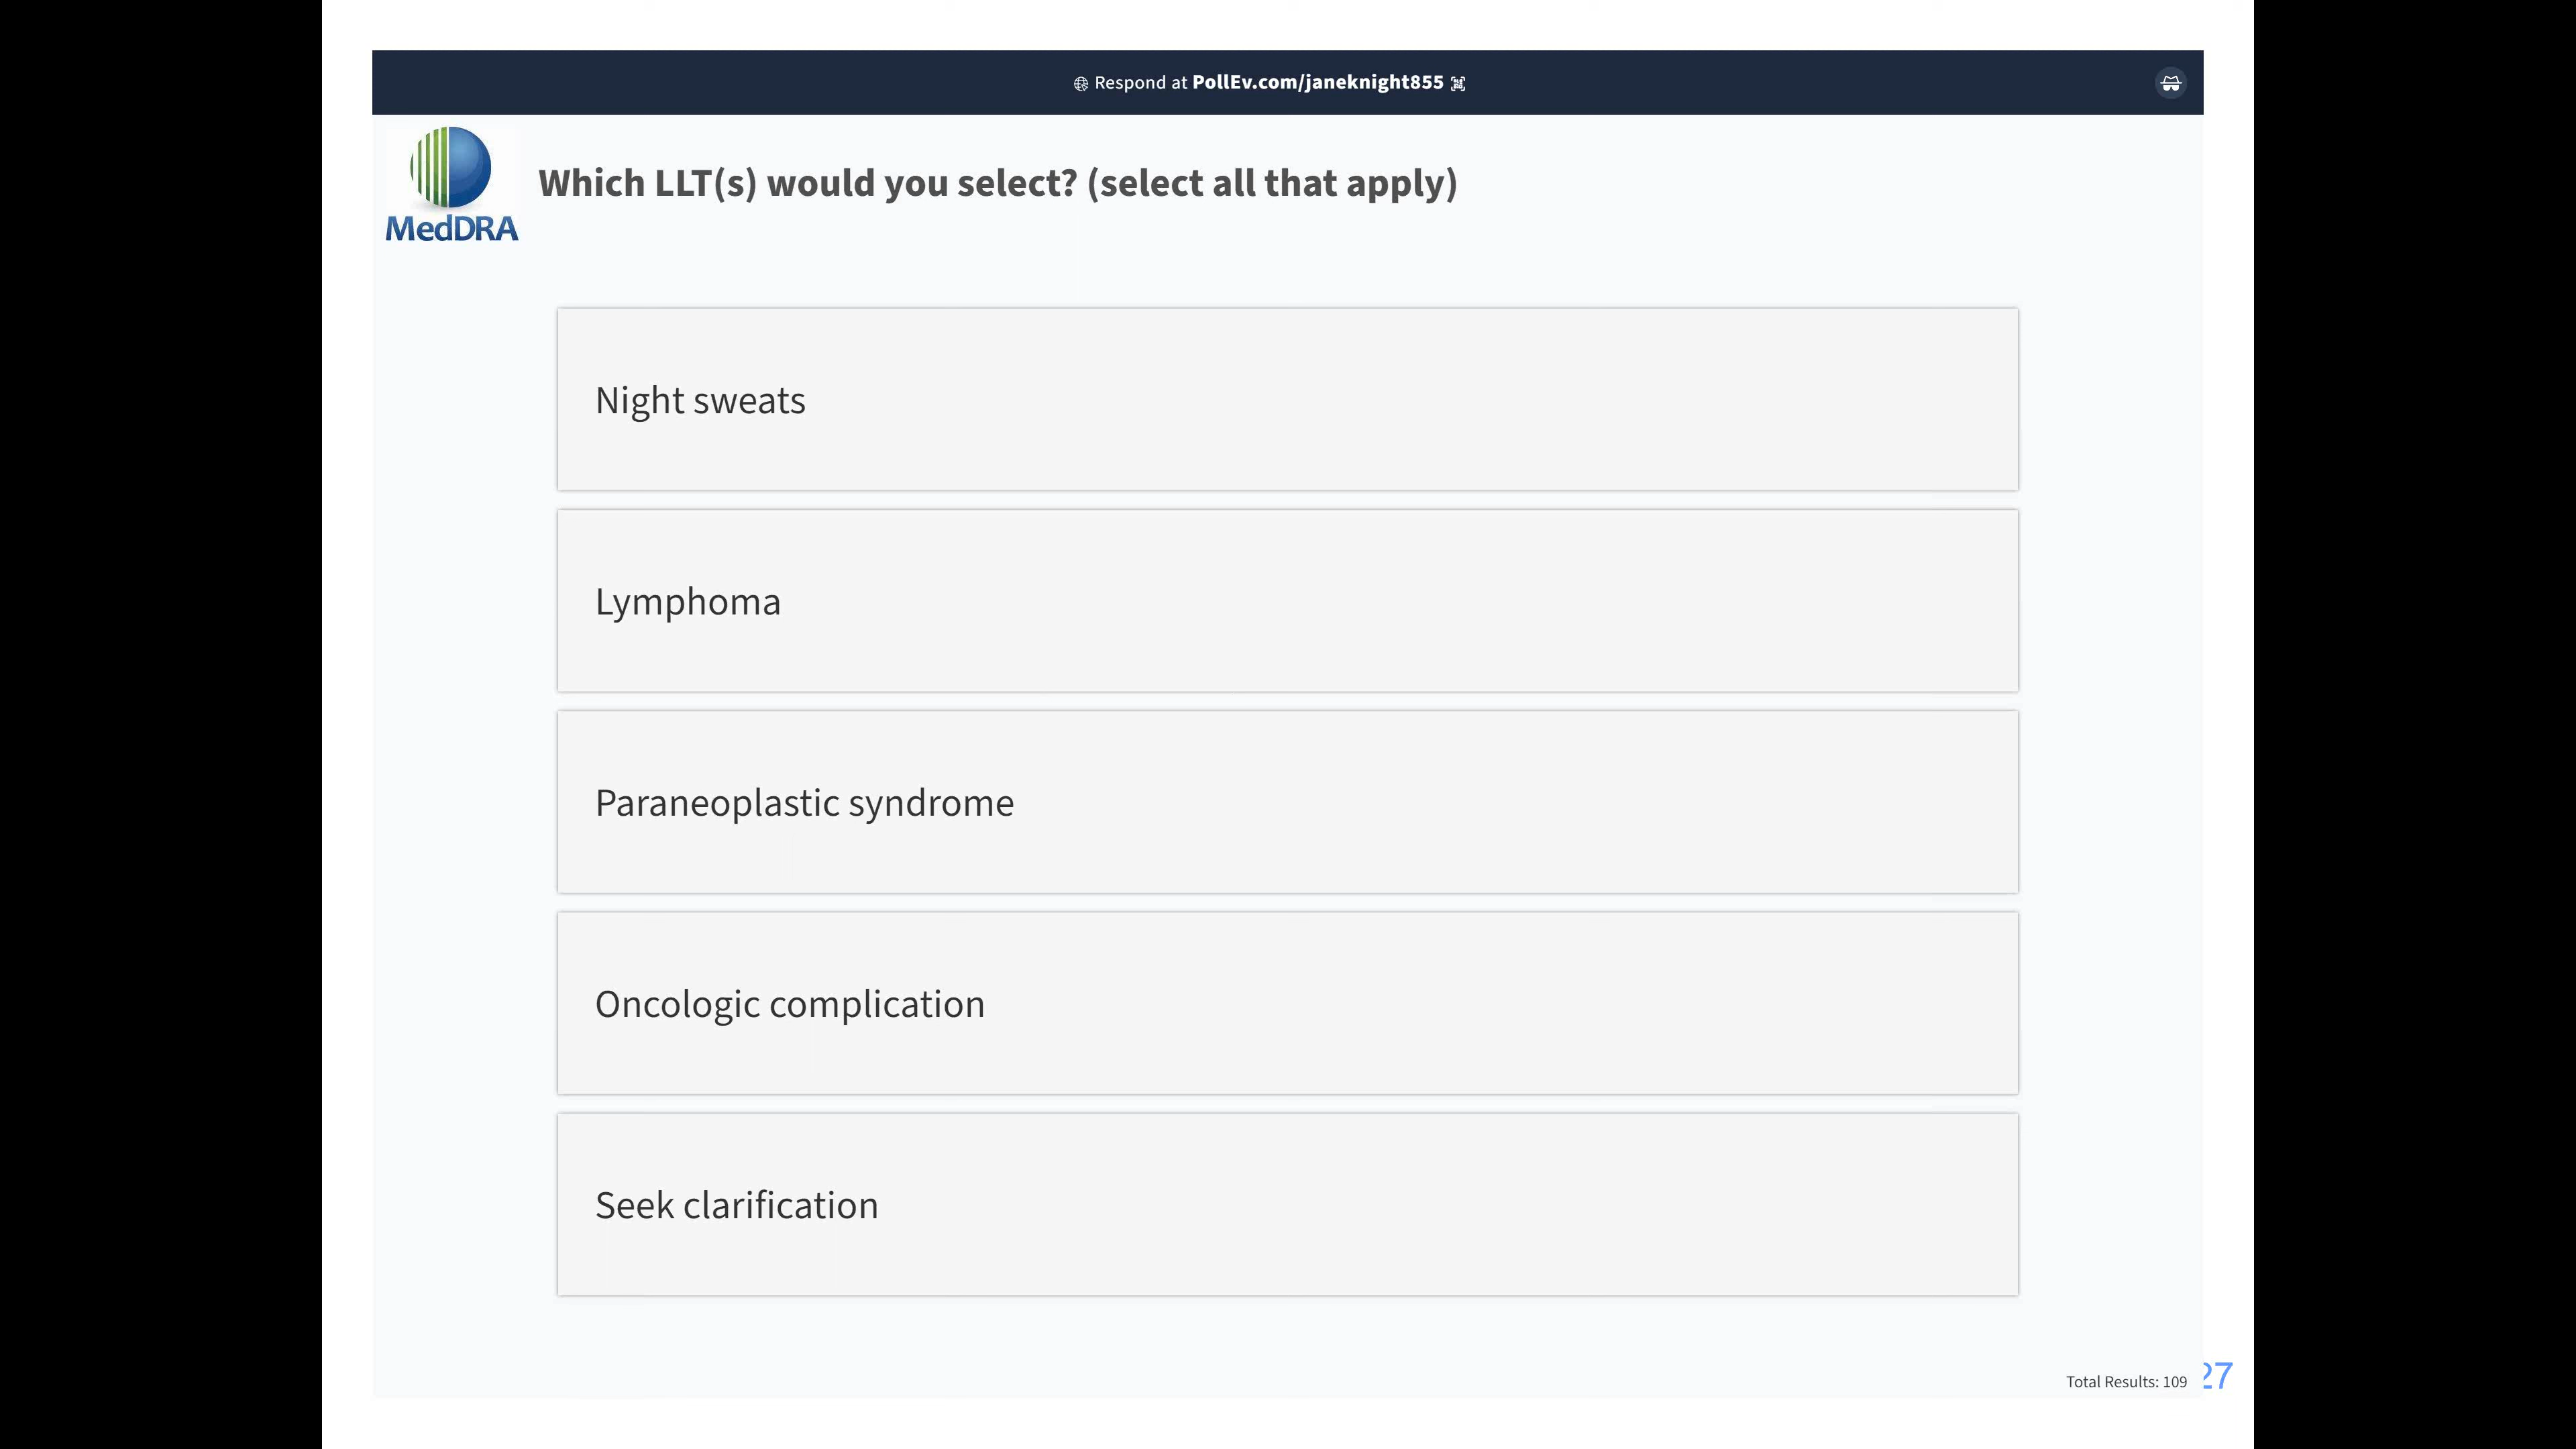 Respond at PollEv.com/janeknight855
MedDRA
Which LLT(s) would you select? (select all that apply)
Night sweats
Lymphoma
Paraneoplastic syndrome
Oncologic complication
Seek clarification
Total Results: 109
27